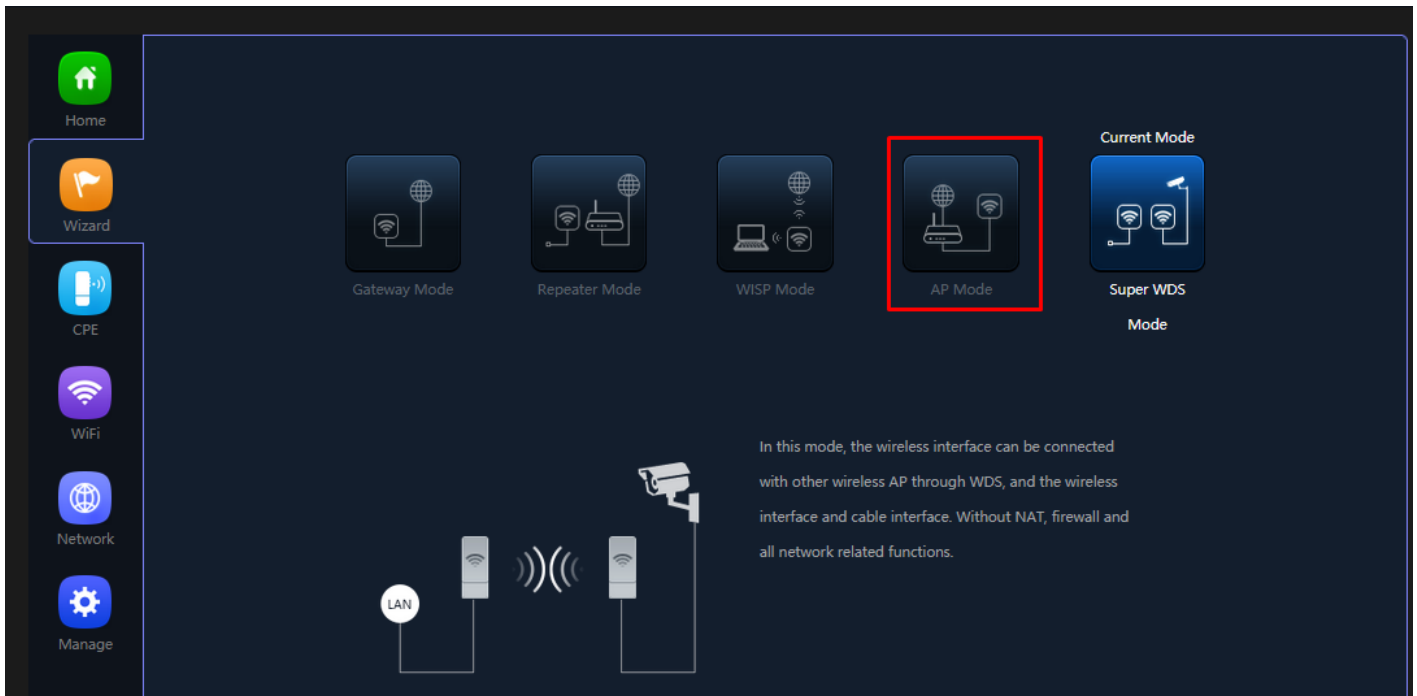 Home
Wizard
CPE
WiFi
Network
Manage
Current Mode
Gateway Mode
Repeater Mode
WISP Mode
AP Mode
Super WDS
Mode
In this mode, the wireless interface can be connected
with other wireless AP through WDS, and the wireless
interface and cable interface. Without NAT, firewall and
all network related functions.
LAN